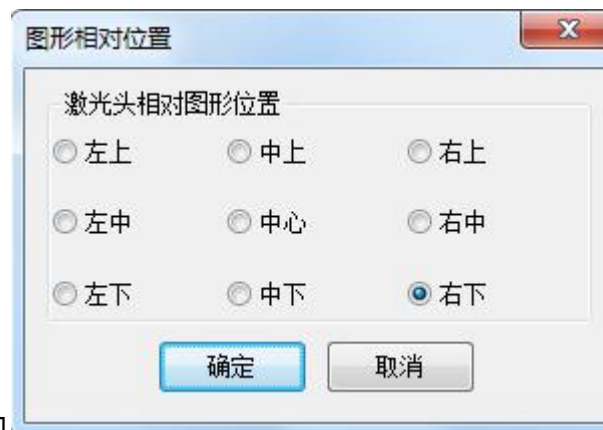 图形相对位置
激光头相对图形位置
左上 中上 右上
左中 中心 右中
左下 中下 右下
确定 取消